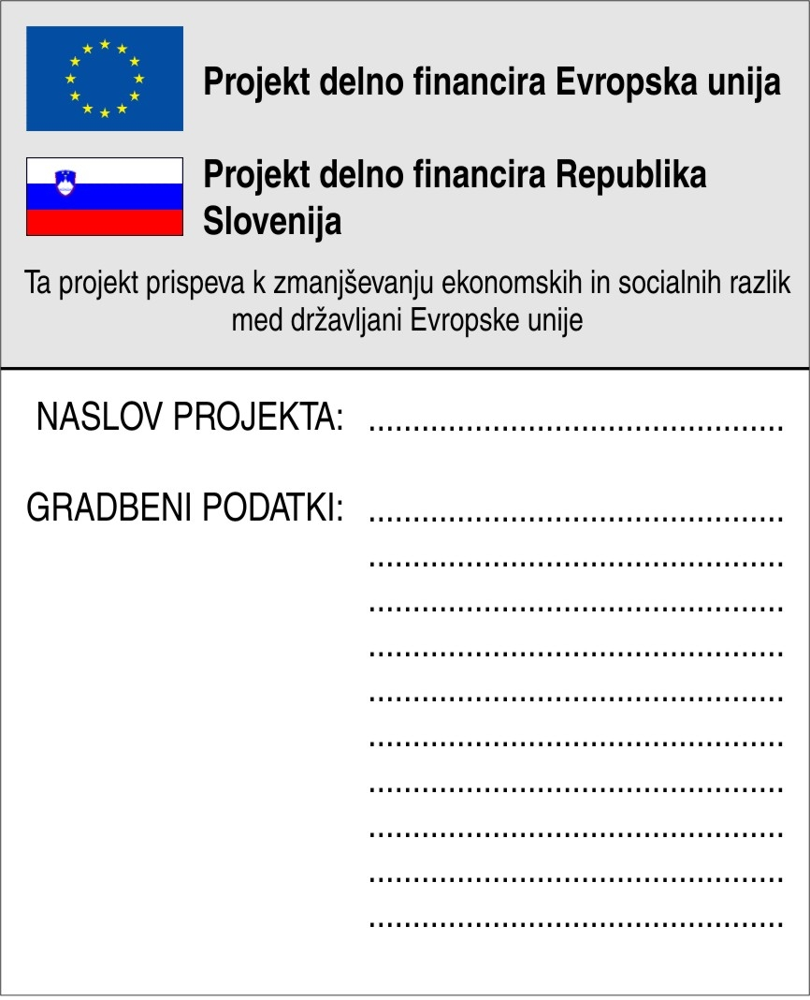 Projekt delno financira Evropska unija
Projekt delno financira Republika
Slovenija
Ta projekt prispeva k zmanjševanju ekonomskih in socialnih razlik
med državljani Evropske unije
NASLOV PROJEKTA: ...............................................
GRADBENI PODATKI: ...............................................
...............................................
...............................................
...............................................
...............................................
...............................................
...............................................
...............................................
...............................................
...............................................